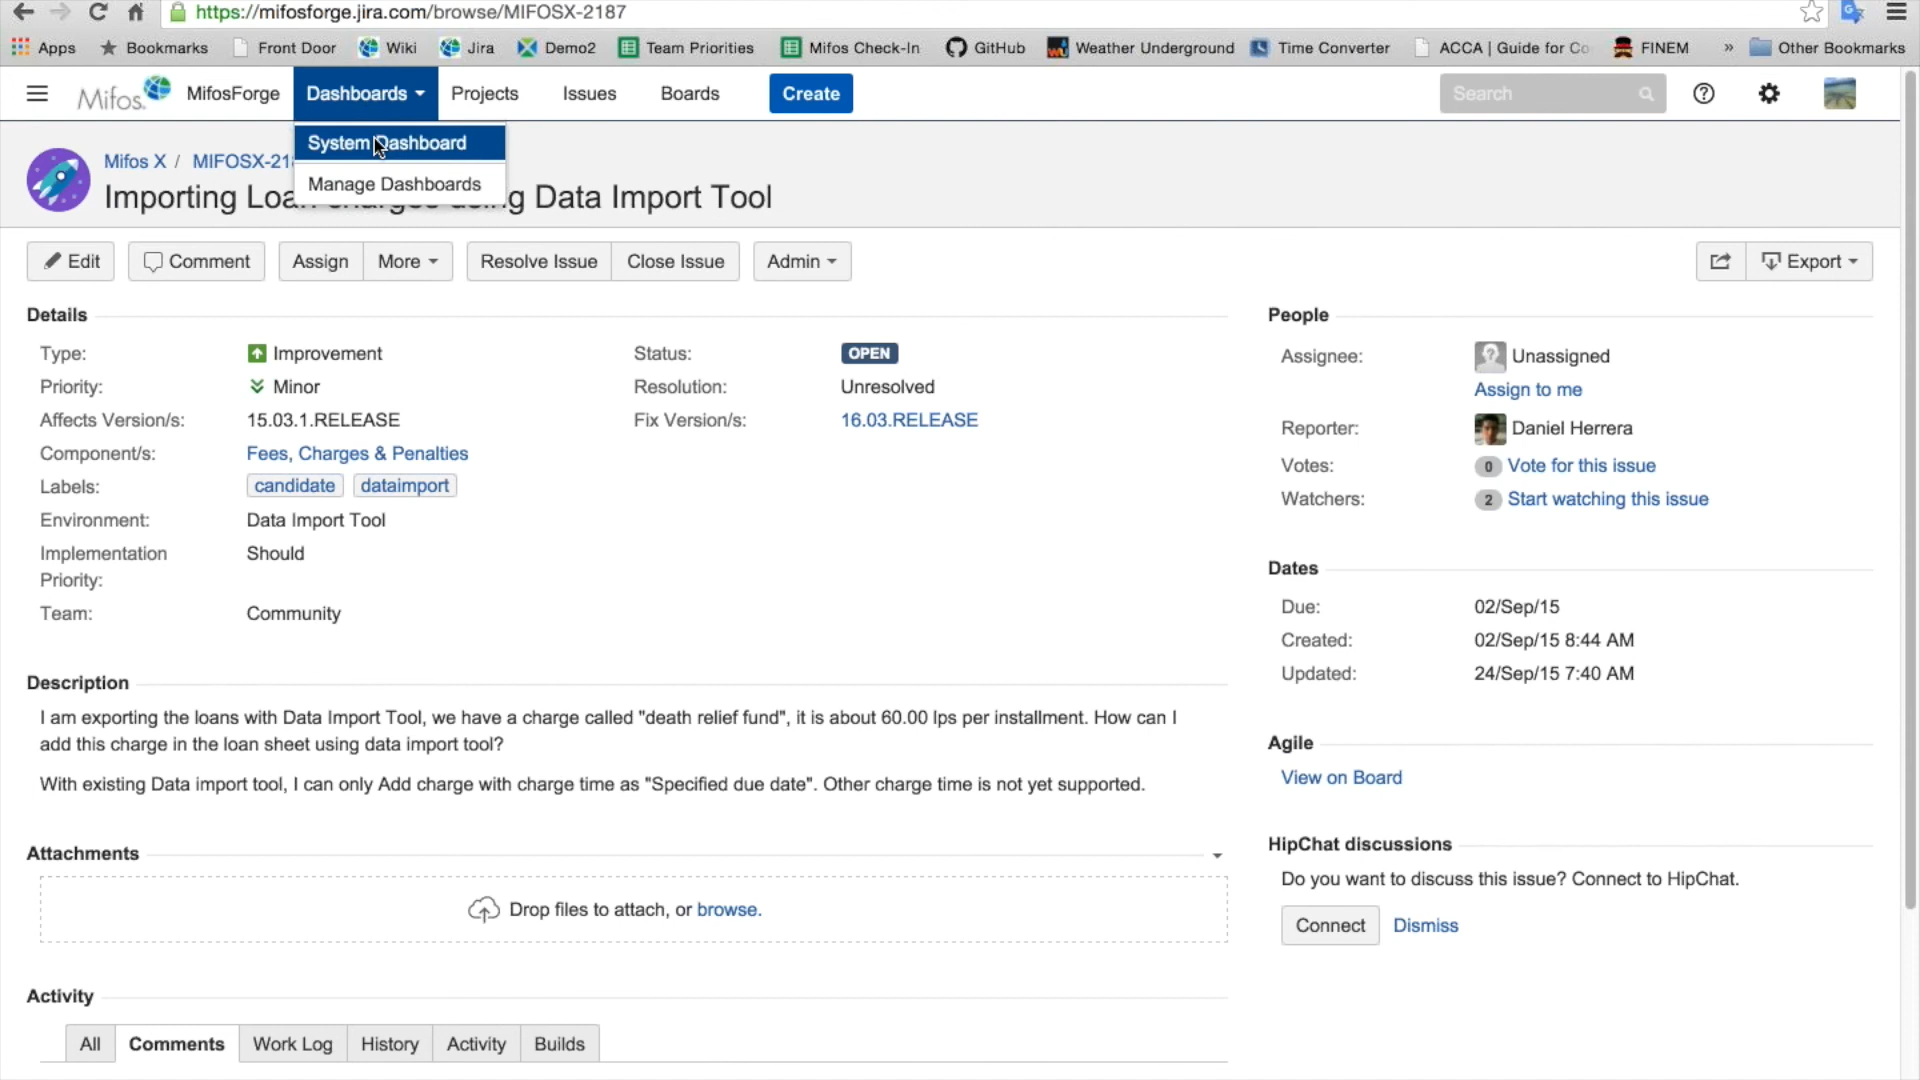 https://mifosforge.jira.com/browse/MIFOSX-2187
Apps Bookmarks Front Door Wiki Jira Demo2 Team Priorities Mifos Check-In GitHub Weather Underground Time Converter ACCA | Guide for Co FINEM » Other Bookmarks
Mifos MifosForge Dashboards Projects Issues Boards Create Search
System Dashboard
Manage Dashboards
Mifos X / MIFOSX-21
Importing Loan charges using Data Import Tool
Edit Comment Assign More Resolve Issue Close Issue Admin Export
Details
Type: Improvement Status: OPEN
Priority: Minor Resolution: Unresolved
Affects Version/s: 15.03.1.RELEASE Fix Version/s: 16.03.RELEASE
Component/s: Fees, Charges & Penalties
Labels: candidate dataimport
Environment: Data Import Tool
Implementation Should
Priority:
Team: Community
People
Assignee: Unassigned
Assign to me
Reporter: Daniel Herrera
Votes: 0 Vote for this issue
Watchers: 2 Start watching this issue
Dates
Due: 02/Sep/15
Created: 02/Sep/15 8:44 AM
Updated: 24/Sep/15 7:40 AM
Description
I am exporting the loans with Data Import Tool, we have a charge called "death relief fund", it is about 60.00 lps per installment. How can I
add this charge in the loan sheet using data import tool?
With existing Data import tool, I can only Add charge with charge time as "Specified due date". Other charge time is not yet supported.
Agile
View on Board
Attachments
Drop files to attach, or browse.
HipChat discussions
Do you want to discuss this issue? Connect to HipChat.
Connect Dismiss
Activity
All Comments Work Log History Activity Builds